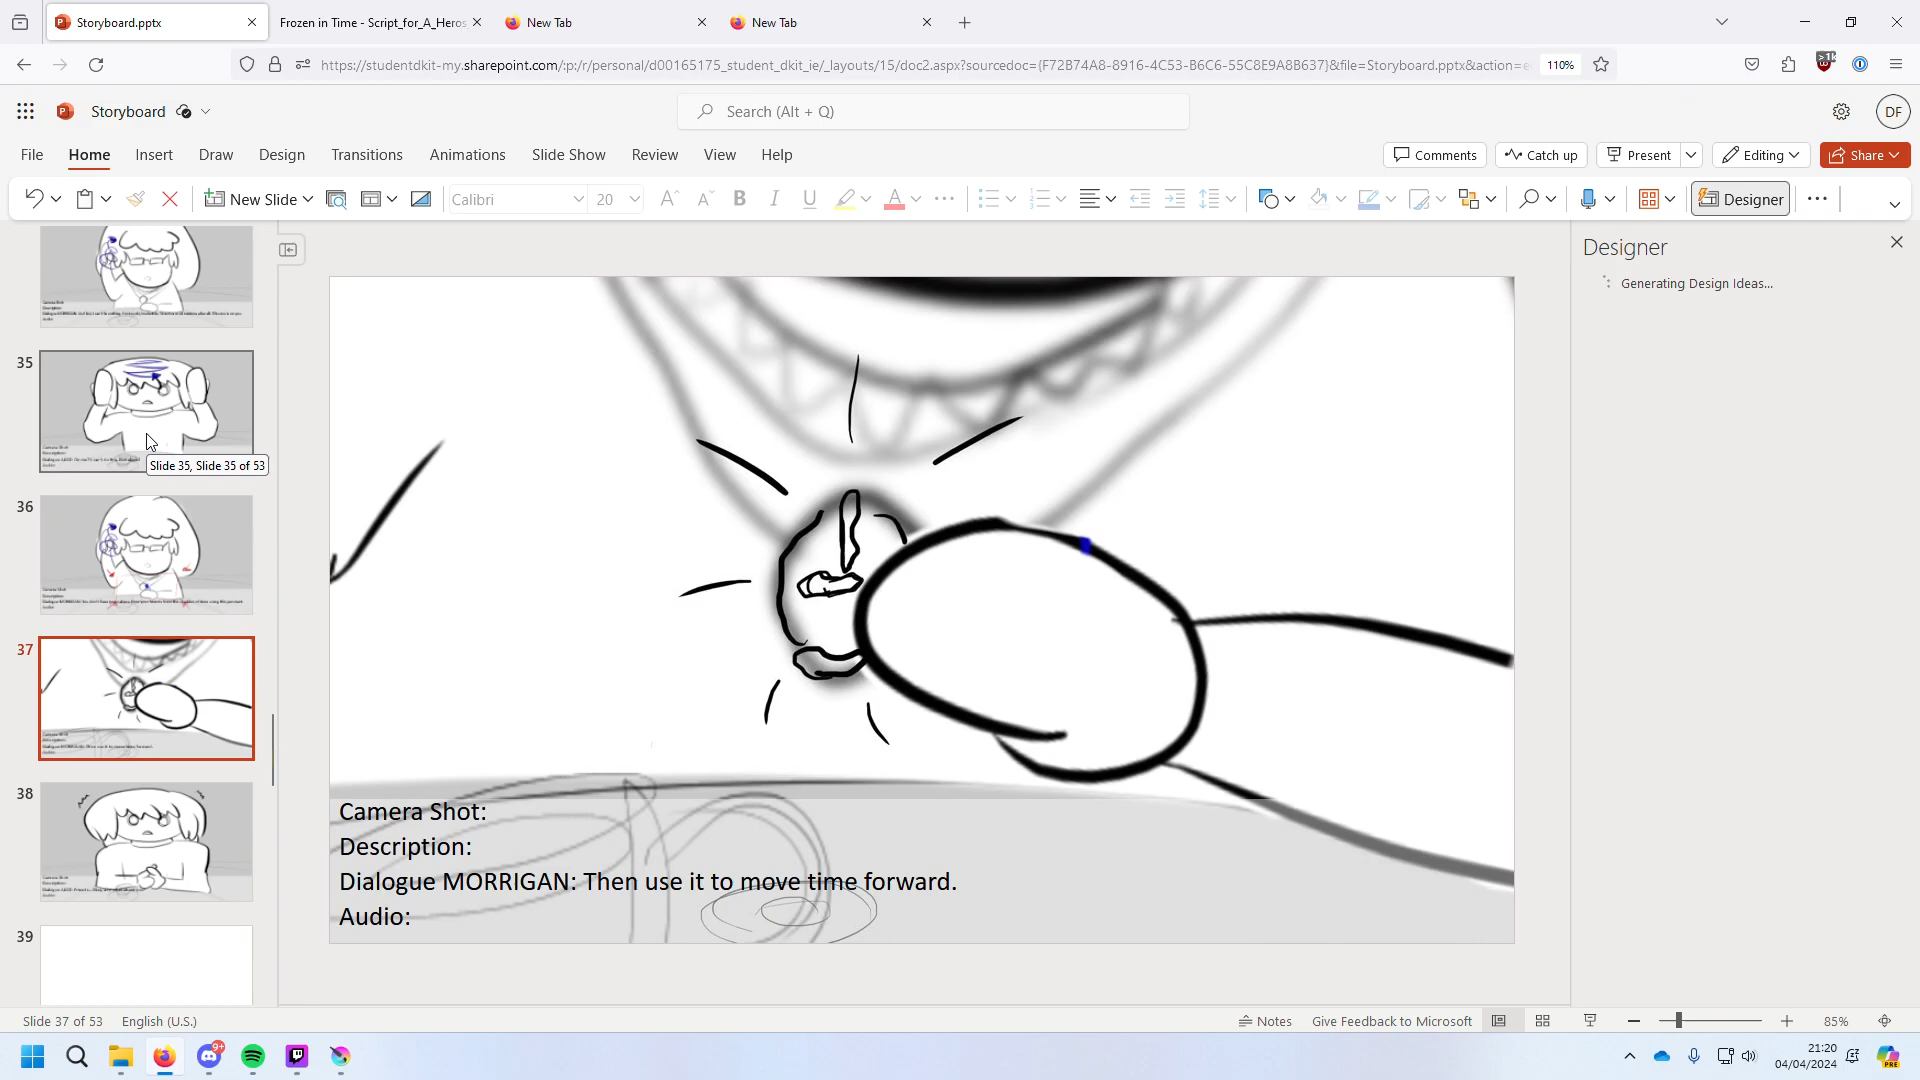 Storyboard.pptx
Frozen in Time - Script_for_A_Heros_
New Tab
New Tab
https://studentdkit-my.sharepoint.com/:p:/r/personal/d00165175_student_dkit_ie/_layouts/15/doc2.aspx?sourcedoc={F72B74A8-8916-4C53-B6C6-55C8E9A8B637}&file=Storyboard.pptx&action=e
110%
>1k
Storyboard
Search (Alt + Q)
DF
File Home Insert Draw Design Transitions Animations Slide Show Review View Help
Comments Catch up Present Editing Share
New Slide Calibri 20 Designer
Designer
Generating Design Ideas...
35
Slide 35, Slide 35 of 53
36
37
38
39
Camera Shot:
Description:
Dialogue MORRIGAN: Then use it to move time forward.
Audio:
Slide 37 of 53 English (U.S.)
Notes Give Feedback to Microsoft 85%
9+
21:20
04/04/2024
PRE